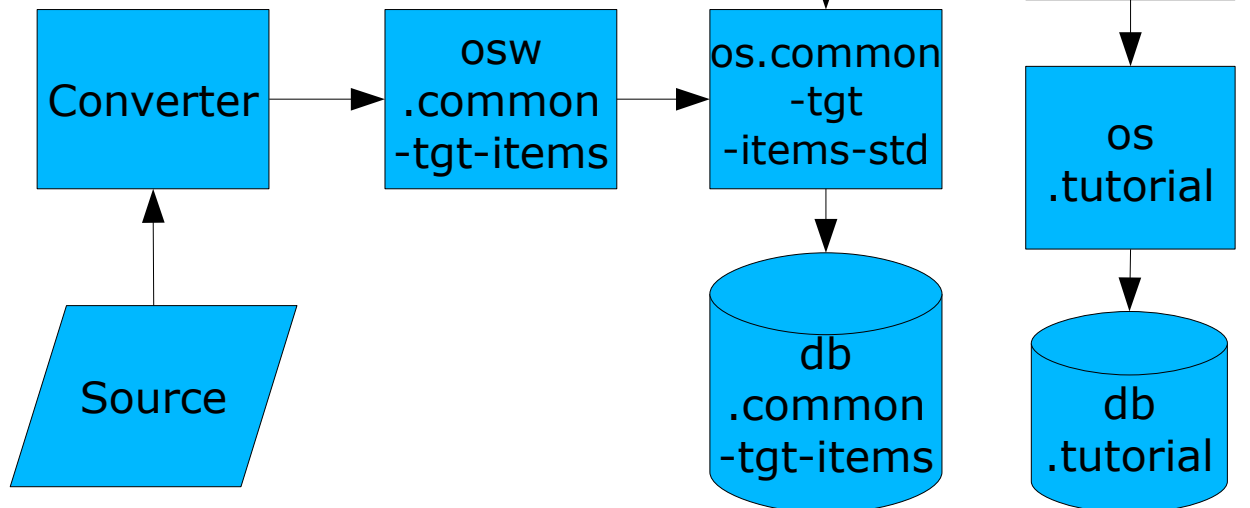 Converter
osw
.common
-tgt-items
os.common
-tgt
-items-std
os
.tutorial
Source
db
.common
-tgt-items
db
.tutorial